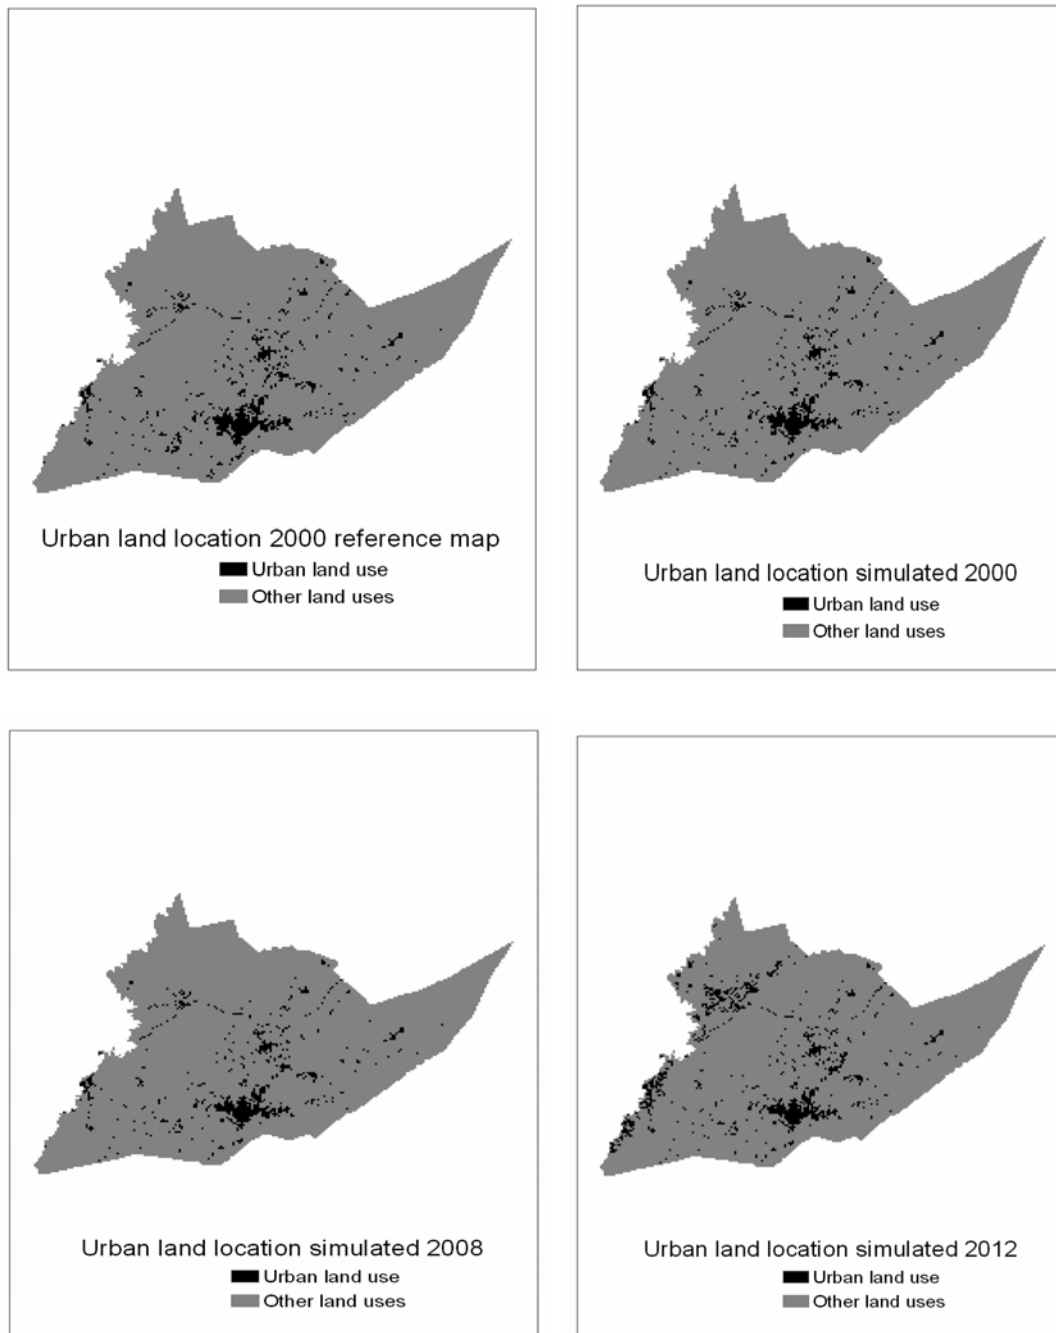 Urban land location 2000 reference map
Urban land use
Other land uses
Urban land location simulated 2000
Urban land use
Other land uses
Urban land location simulated 2008
Urban land use
Other land uses
Urban land location simulated 2012
Urban land use
Other land uses